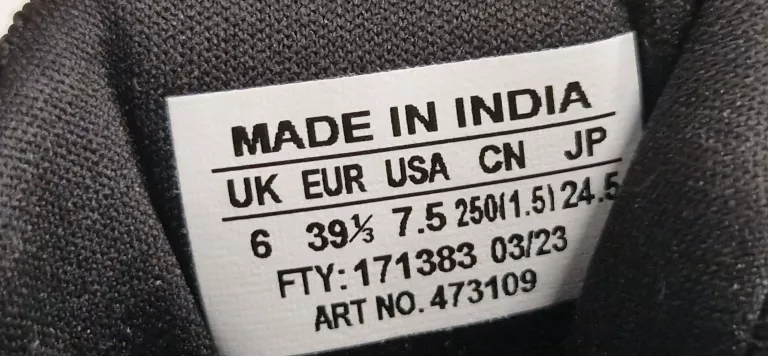 MADE IN INDIA
UK EUR USA CN JP
6 39⅓ 7.5 250(1.5) 24.5
FTY: 171383 03/23
ART NO. 473109